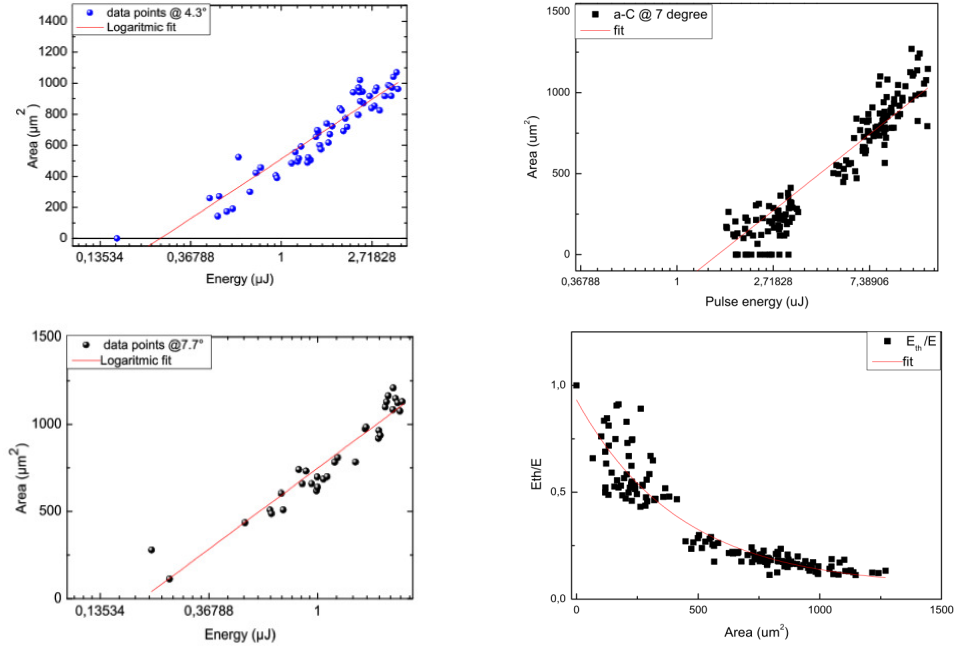 data points @ 4.3°
Logaritmic fit
1400
1200
1000
800
600
400
200
0
Area (µm²)
0,13534 0,36788 1 2,71828
Energy (µJ)
a-C @ 7 degree
fit
1500
1000
500
0
Area (um²)
0,36788 1 2,71828 7,38906
Pulse energy (uJ)
data points @7.7°
Logaritmic fit
1500
1000
500
0
Area (µm²)
0,13534 0,36788 1
Energy (µJ)
Eth/E
fit
1,0
0,5
0,0
Eth/E
0 500 1000 1500
Area (um²)